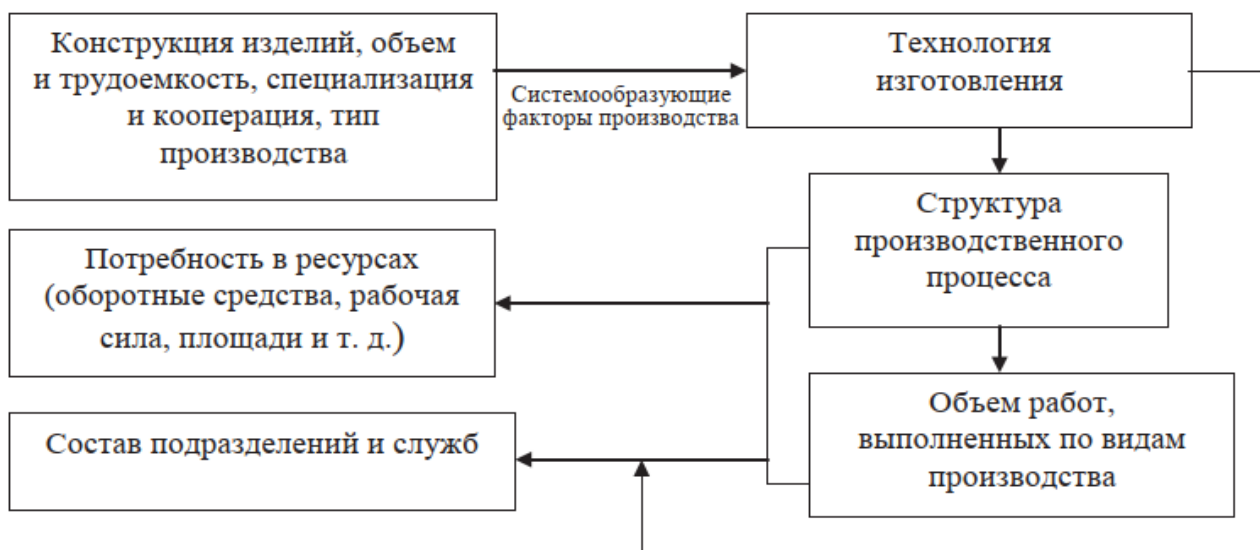 Конструкция изделий, объем
и трудоемкость, специализация
и кооперация, тип
производства
Системообразующие
факторы производства
Технология
изготовления
Структура
производственного
процесса
Потребность в ресурсах
(оборотные средства, рабочая
сила, площади и т. д.)
Объем работ,
выполненных по видам
производства
Состав подразделений и служб